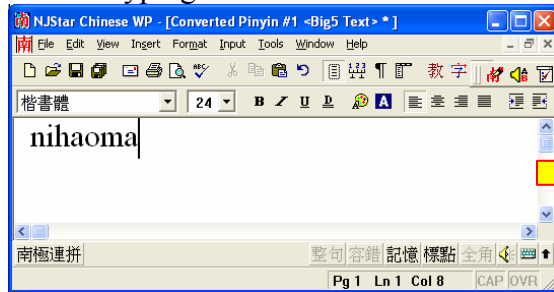 NJStar Chinese WP - [Converted Pinyin #1 <Big5 Text> * ]
File Edit View Insert Format Input Tools Window Help
教 字
楷書體 24 B I U D A
nihaoma
南極連拼 整句 容錯 記憶 標點 全角
Pg 1 Ln 1 Col 8 CAP OVR